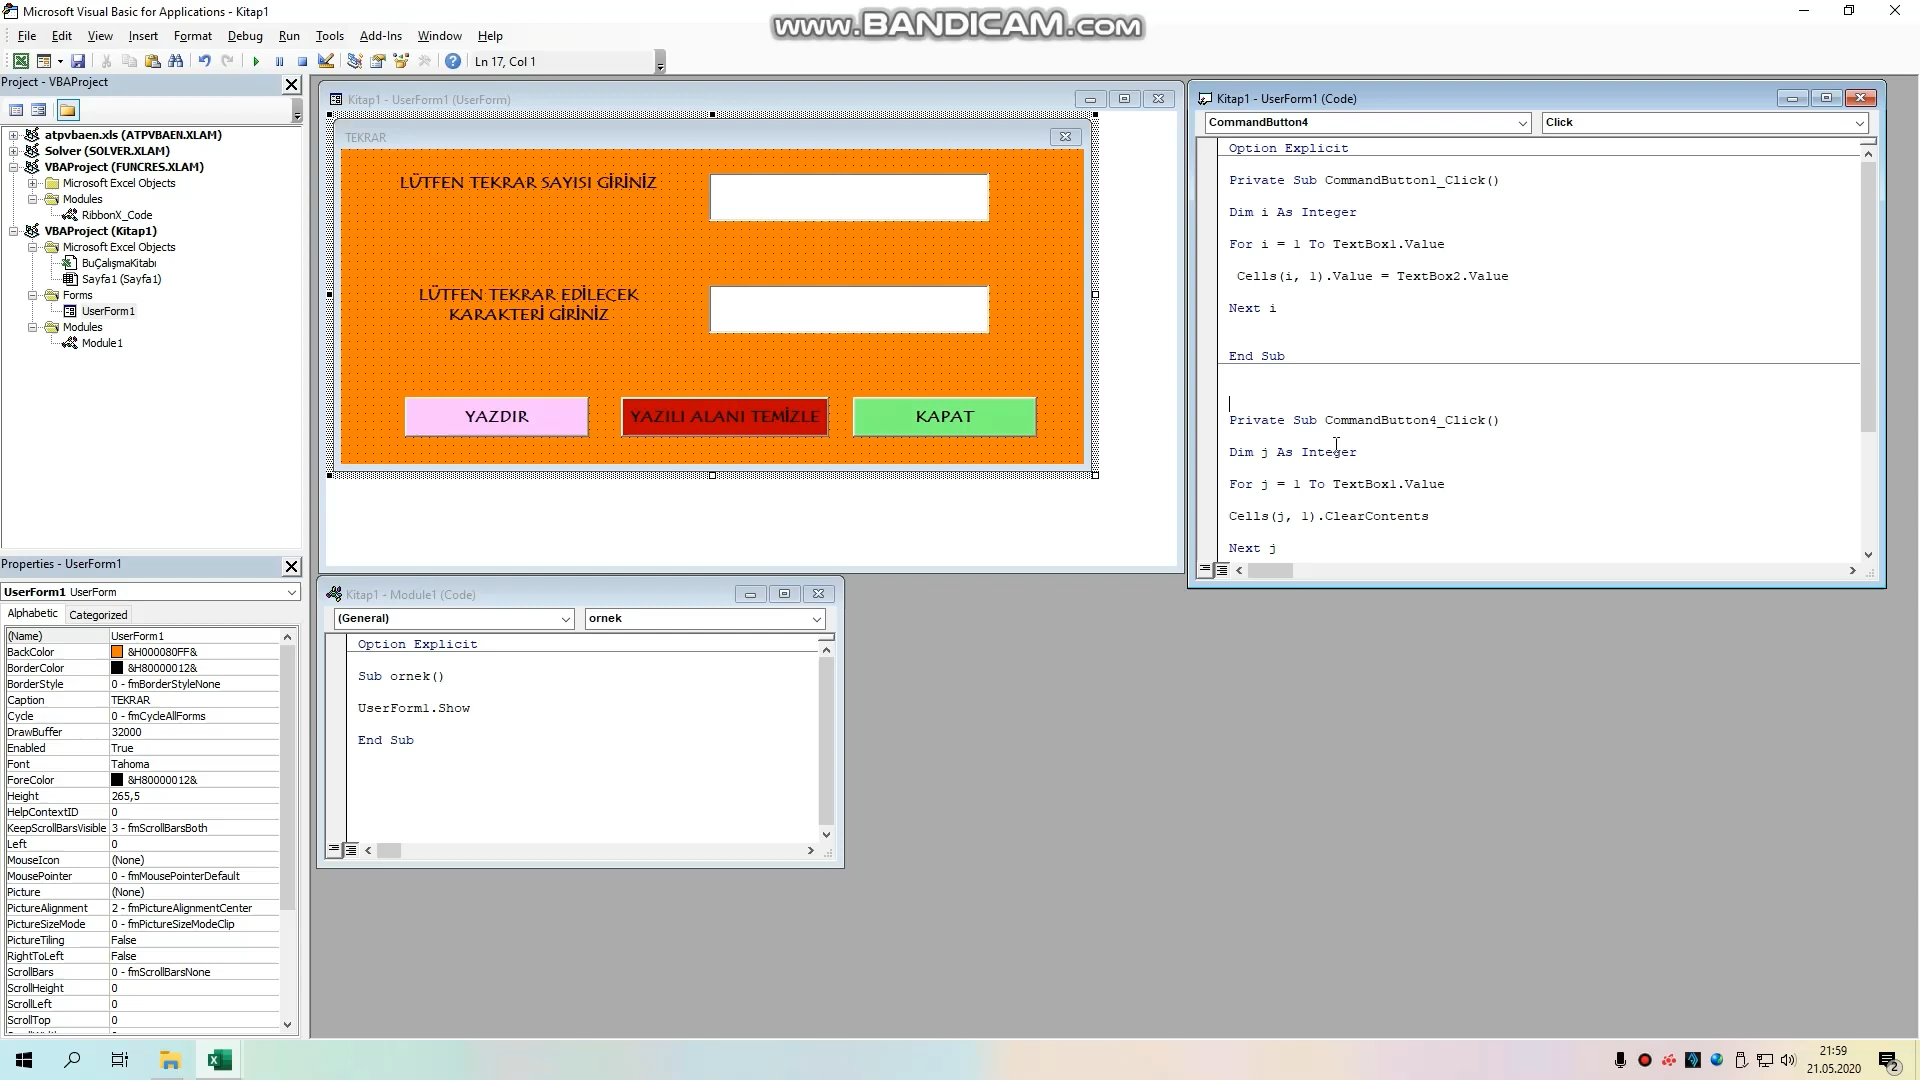 Microsoft Visual Basic for Applications - Kitap1
www.BANDICAM.com
File Edit View Insert Format Debug Run Tools Add-Ins Window Help
Ln 17, Col 1
Project - VBAProject
atpvbaen.xls (ATPVBAEN.XLAM)
Solver (SOLVER.XLAM)
VBAProject (FUNCRES.XLAM)
Microsoft Excel Objects
Modules
RibbonX_Code
VBAProject (Kitap1)
Microsoft Excel Objects
BuÇalışmaKitabı
Sayfa1 (Sayfa1)
Forms
UserForm1
Modules
Module1
Properties - UserForm1
UserForm1 UserForm
Alphabetic Categorized
(Name) UserForm1
BackColor &H000080FF&
BorderColor &H80000012&
BorderStyle 0 - fmBorderStyleNone
Caption TEKRAR
Cycle 0 - fmCycleAllForms
DrawBuffer 32000
Enabled True
Font Tahoma
ForeColor &H80000012&
Height 265,5
HelpContextID 0
KeepScrollBarsVisible 3 - fmScrollBarsBoth
Left 0
MouseIcon (None)
MousePointer 0 - fmMousePointerDefault
Picture (None)
PictureAlignment 2 - fmPictureAlignmentCenter
PictureSizeMode 0 - fmPictureSizeModeClip
PictureTiling False
RightToLeft False
ScrollBars 0 - fmScrollBarsNone
ScrollHeight 0
ScrollLeft 0
ScrollTop 0
Kitap1 - UserForm1 (UserForm)
TEKRAR
LÜTFEN TEKRAR SAYISI GİRİNİZ
LÜTFEN TEKRAR EDİLECEK
KARAKTERİ GİRİNİZ
YAZDIR YAZILI ALANI TEMİZLE KAPAT
Kitap1 - Module1 (Code)
(General) ornek
Option Explicit
Sub ornek()
UserForm1.Show
End Sub
Kitap1 - UserForm1 (Code)
CommandButton4 Click
Option Explicit
Private Sub CommandButton1_Click()
Dim i As Integer
For i = 1 To TextBox1.Value
Cells(i, 1).Value = TextBox2.Value
Next i
End Sub
Private Sub CommandButton4_Click()
Dim j As Integer
For j = 1 To TextBox1.Value
Cells(j, 1).ClearContents
Next j
21:59
21.05.2020
2